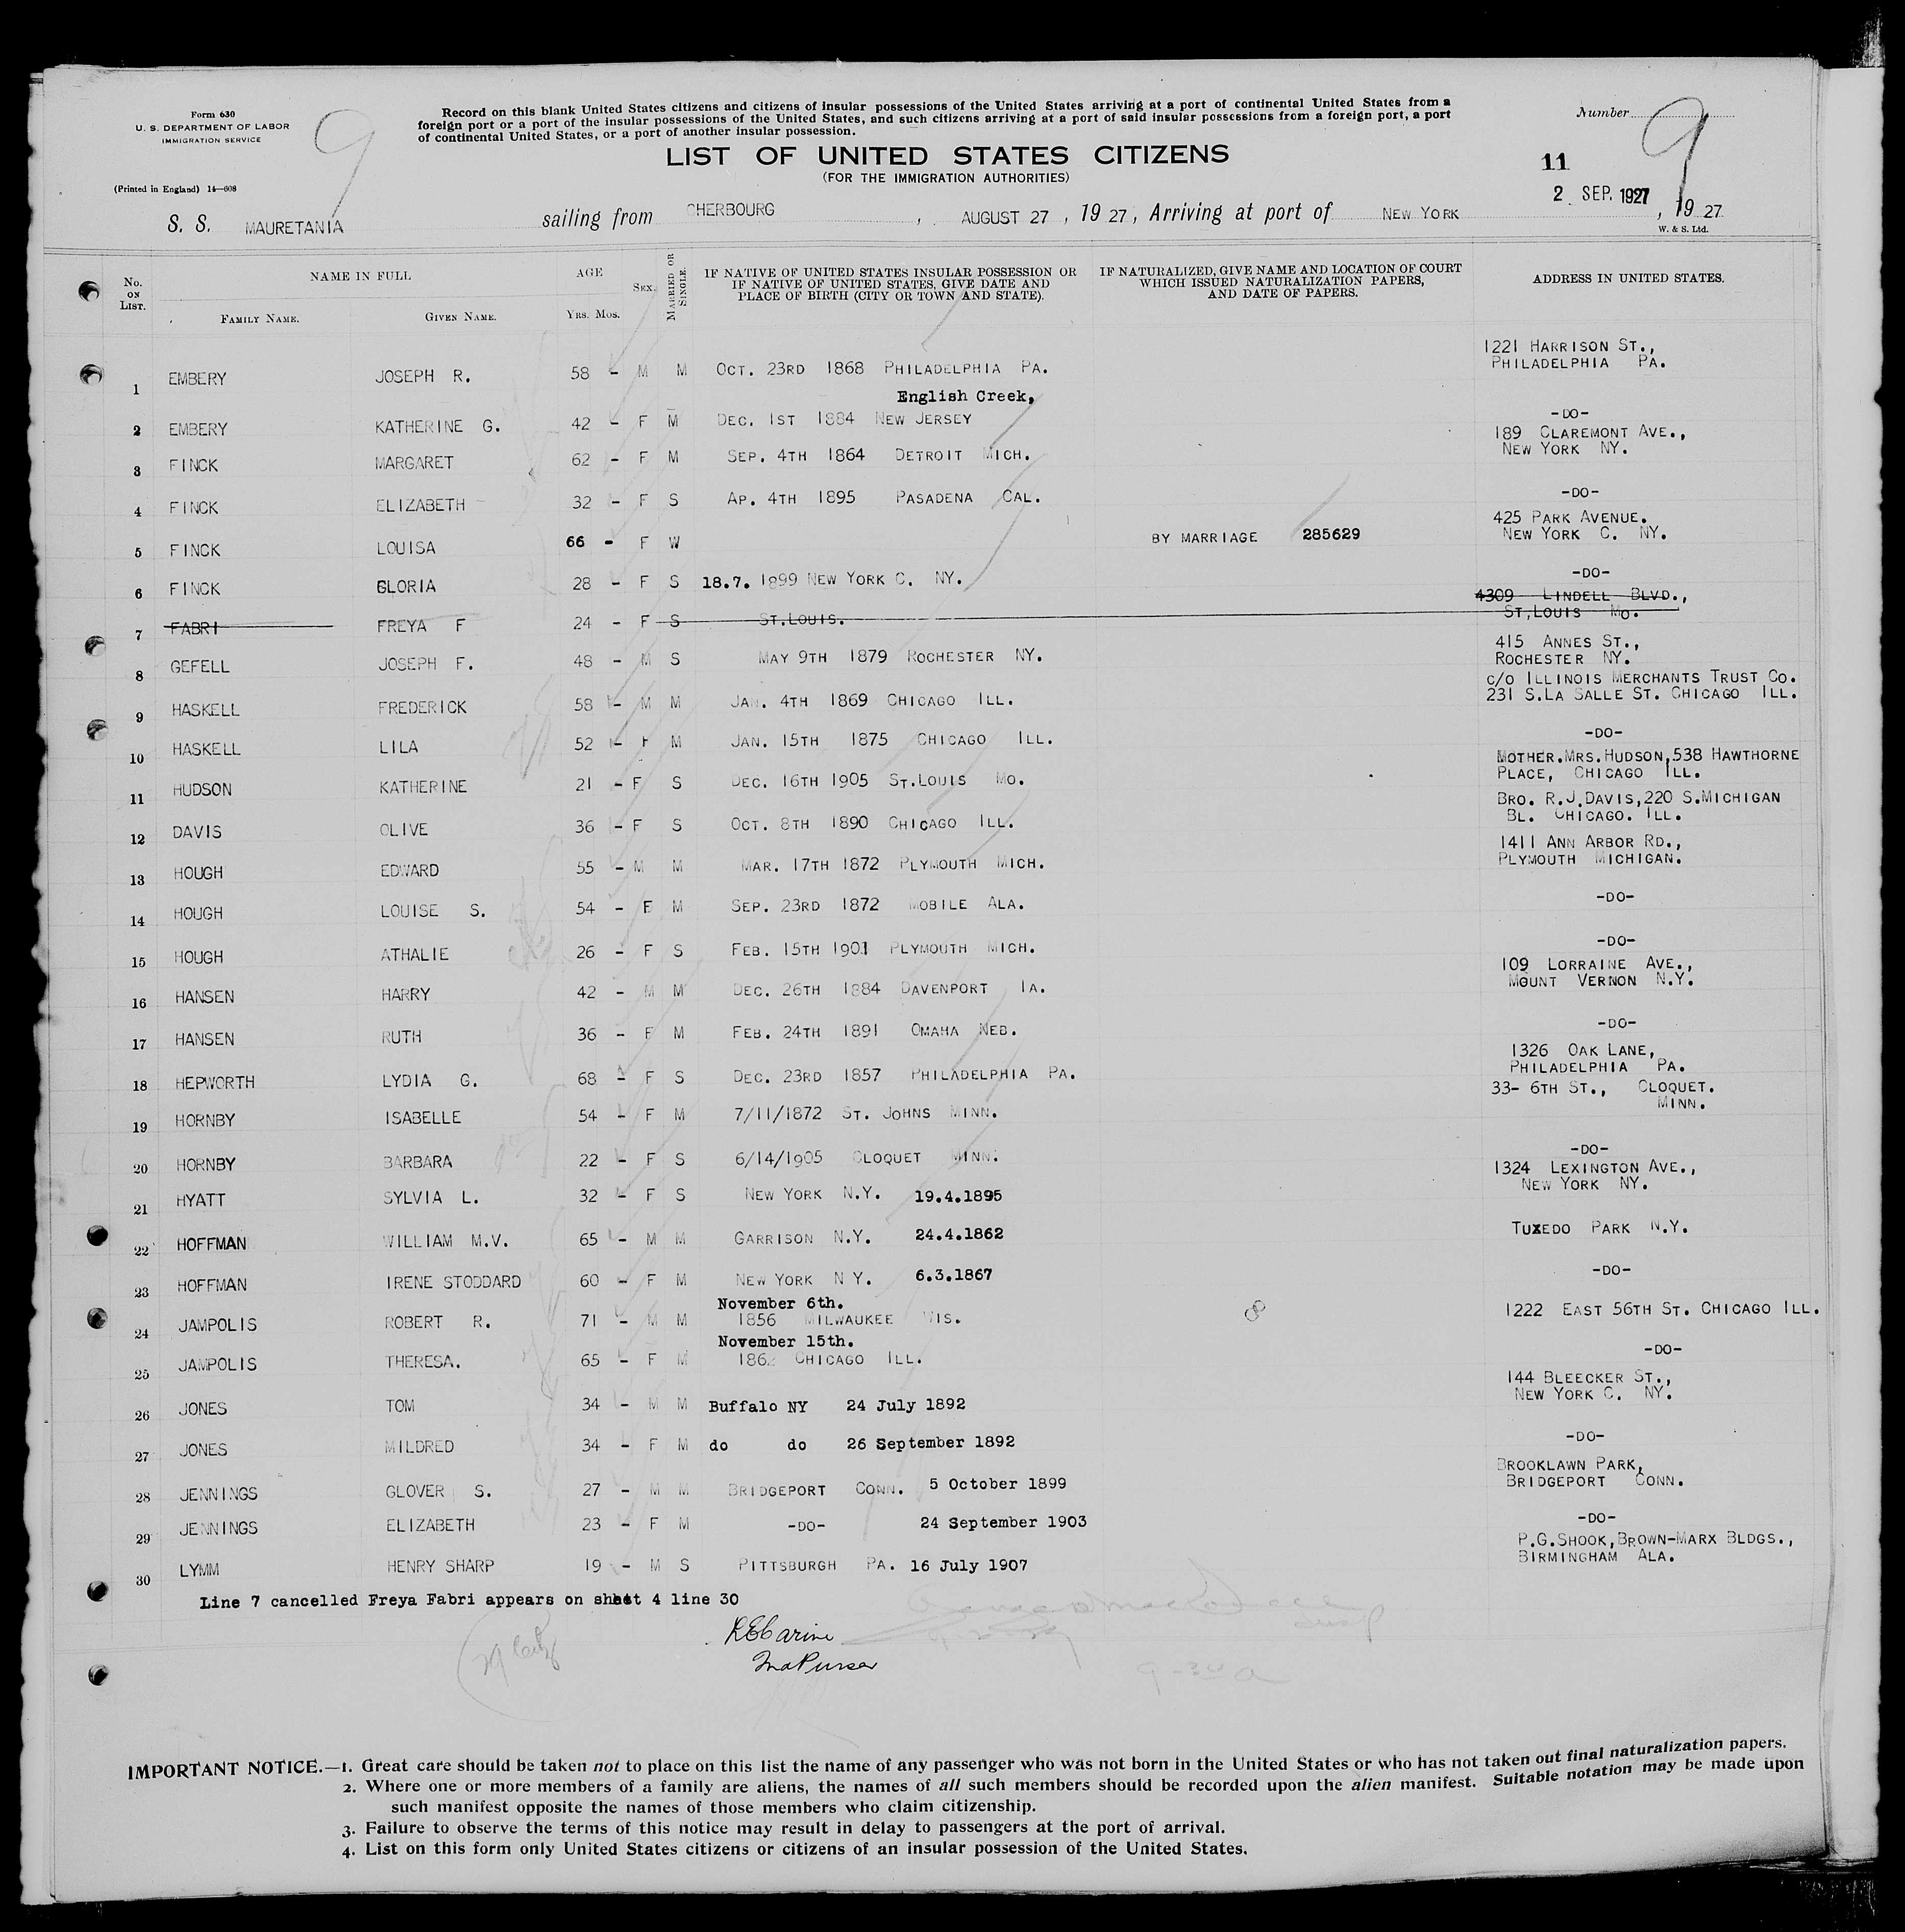 Form 630
U. S. DEPARTMENT OF LABOR
IMMIGRATION SERVICE
(Printed in England) 14—608
9
Record on this blank United States citizens and citizens of insular possessions of the United States arriving at a port of continental United States from a
foreign port or a port of the insular possessions of the United States, and such citizens arriving at a port of said insular possessions from a foreign port, a port
of continental United States, or a port of another insular possession.
LIST OF UNITED STATES CITIZENS
(FOR THE IMMIGRATION AUTHORITIES)
Number 9
11
2 SEP. 1927
S. S. MAURETANIA sailing from CHERBOURG, AUGUST 27, 1927, Arriving at port of NEW YORK, 1927
W. & S. Ltd.
No. ON LIST. NAME IN FULL FAMILY NAME. GIVEN NAME. AGE YRS. MOS. SEX. MARRIED OR SINGLE. IF NATIVE OF UNITED STATES INSULAR POSSESSION OR IF NATIVE OF UNITED STATES, GIVE DATE AND PLACE OF BIRTH (CITY OR TOWN AND STATE). IF NATURALIZED, GIVE NAME AND LOCATION OF COURT WHICH ISSUED NATURALIZATION PAPERS, AND DATE OF PAPERS. ADDRESS IN UNITED STATES.
1 EMBERY JOSEPH R. 58 - M M OCT. 23RD 1868 PHILADELPHIA PA. 1221 HARRISON ST., PHILADELPHIA PA.
English Creek,
2 EMBERY KATHERINE G. 42 - F M DEC. 1ST 1884 NEW JERSEY -DO-
3 FINCK MARGARET 62 - F M SEP. 4TH 1864 DETROIT MICH. 189 CLAREMONT AVE., NEW YORK NY.
4 FINCK ELIZABETH 32 - F S AP. 4TH 1895 PASADENA CAL. -DO-
5 FINCK LOUISA 66 - F W BY MARRIAGE 285629 425 PARK AVENUE. NEW YORK C. NY.
6 FINCK GLORIA 28 - F S 18.7. 1899 NEW YORK C. NY. -DO-
7 FABRI FREYA F 24 - F S ST.LOUIS. 4309 LINDELL BLVD., ST,LOUIS MO.
8 GEFELL JOSEPH F. 48 - M S MAY 9TH 1879 ROCHESTER NY. 415 ANNES ST., ROCHESTER NY.
9 HASKELL FREDERICK 58 - M M JAN. 4TH 1869 CHICAGO ILL. C/O ILLINOIS MERCHANTS TRUST CO. 231 S.LA SALLE ST. CHICAGO ILL.
10 HASKELL LILA 52 - F M JAN. 15TH 1875 CHICAGO ILL. -DO-
11 HUDSON KATHERINE 21 - F S DEC. 16TH 1905 ST.LOUIS MO. MOTHER.MRS.HUDSON,538 HAWTHORNE PLACE, CHICAGO ILL.
12 DAVIS OLIVE 36 - F S OCT. 8TH 1890 CHICAGO ILL. BRO. R.J.DAVIS,220 S.MICHIGAN BL. CHICAGO. ILL.
13 HOUGH EDWARD 55 - M M MAR. 17TH 1872 PLYMOUTH MICH. 1411 ANN ARBOR RD., PLYMOUTH MICHIGAN.
14 HOUGH LOUISE S. 54 - F M SEP. 23RD 1872 MOBILE ALA. -DO-
15 HOUGH ATHALIE 26 - F S FEB. 15TH 1901 PLYMOUTH MICH. -DO-
16 HANSEN HARRY 42 - M M DEC. 26TH 1884 DAVENPORT IA. 109 LORRAINE AVE., MOUNT VERNON N.Y.
17 HANSEN RUTH 36 - F M FEB. 24TH 1891 OMAHA NEB. -DO-
18 HEPWORTH LYDIA G. 68 - F S DEC. 23RD 1857 PHILADELPHIA PA. 1326 OAK LANE, PHILADELPHIA PA.
19 HORNBY ISABELLE 54 - F M 7/11/1872 ST. JOHNS MINN. 33- 6TH ST., CLOQUET. MINN.
20 HORNBY BARBARA 22 - F S 6/14/1905 CLOQUET MINN. -DO-
21 HYATT SYLVIA L. 32 - F S NEW YORK N.Y. 19.4.1895 1324 LEXINGTON AVE., NEW YORK NY.
22 HOFFMAN WILLIAM M.V. 65 - M M GARRISON N.Y. 24.4.1862 TUXEDO PARK N.Y.
23 HOFFMAN IRENE STODDARD 60 - F M NEW YORK N Y. 6.3.1867 -DO-
November 6th.
24 JAMPOLIS ROBERT R. 71 - M M 1856 MILWAUKEE WIS. 1222 EAST 56TH ST. CHICAGO ILL.
November 15th.
25 JAMPOLIS THERESA. 65 - F M CHICAGO ILL. -DO-
26 JONES TOM 34 - M M Buffalo NY 24 July 1892 144 BLEECKER ST., NEW YORK C. NY.
27 JONES MILDRED 34 - F M do do 26 September 1892 -DO-
28 JENNINGS GLOVER S. 27 - M M BRIDGEPORT CONN. 5 October 1899 BROOKLAWN PARK, BRIDGEPORT CONN.
29 JENNINGS ELIZABETH 23 - F M -DO- 24 September 1903 -DO-
30 LYMM HENRY SHARP 19 - M S PITTSBURGH PA. 16 July 1907 P.G.SHOOK,BROWN-MARX BLDGS., BIRMINGHAM ALA.
Line 7 cancelled Freya Fabri appears on sheet 4 line 30
Purser
IMPORTANT NOTICE.—1. Great care should be taken not to place on this list the name of any passenger who was not born in the United States or who has not taken out final naturalization papers.
2. Where one or more members of a family are aliens, the names of all such members should be recorded upon the alien manifest. Suitable notation may be made upon
such manifest opposite the names of those members who claim citizenship.
3. Failure to observe the terms of this notice may result in delay to passengers at the port of arrival.
4. List on this form only United States citizens or citizens of an insular possession of the United States.